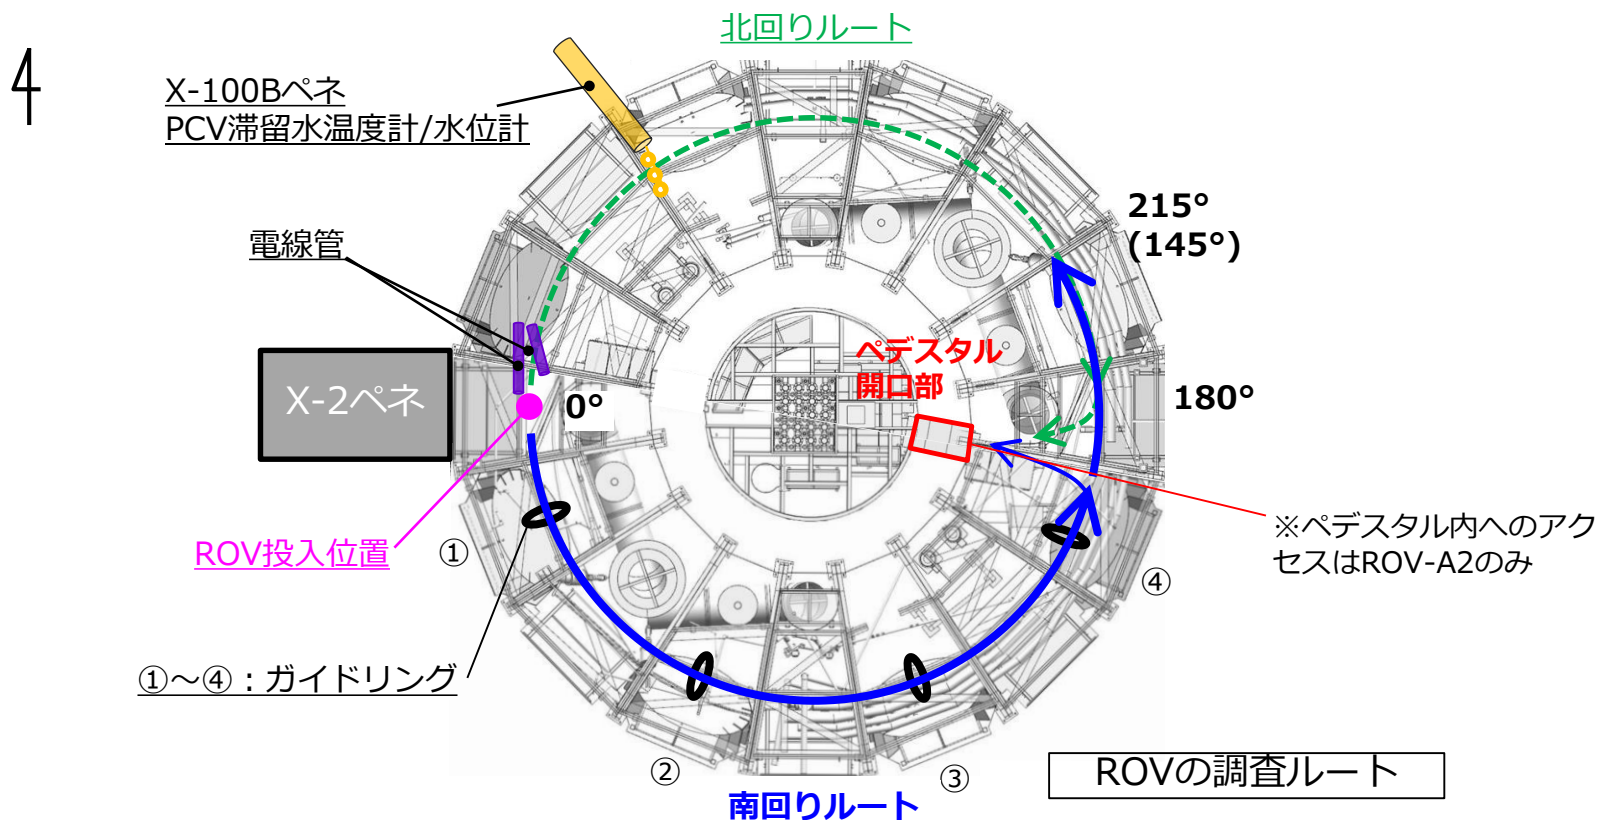 北回りルート
4
X-100Bペネ
PCV滞留水温度計/水位計
215°
(145°)
電線管
ペデスタル
開口部
X-2ペネ
0°
180°
※ペデスタル内へのアク
セスはROV-A2のみ
ROV投入位置
①
④
①～④：ガイドリング
②
③
ROVの調査ルート
南回りルート